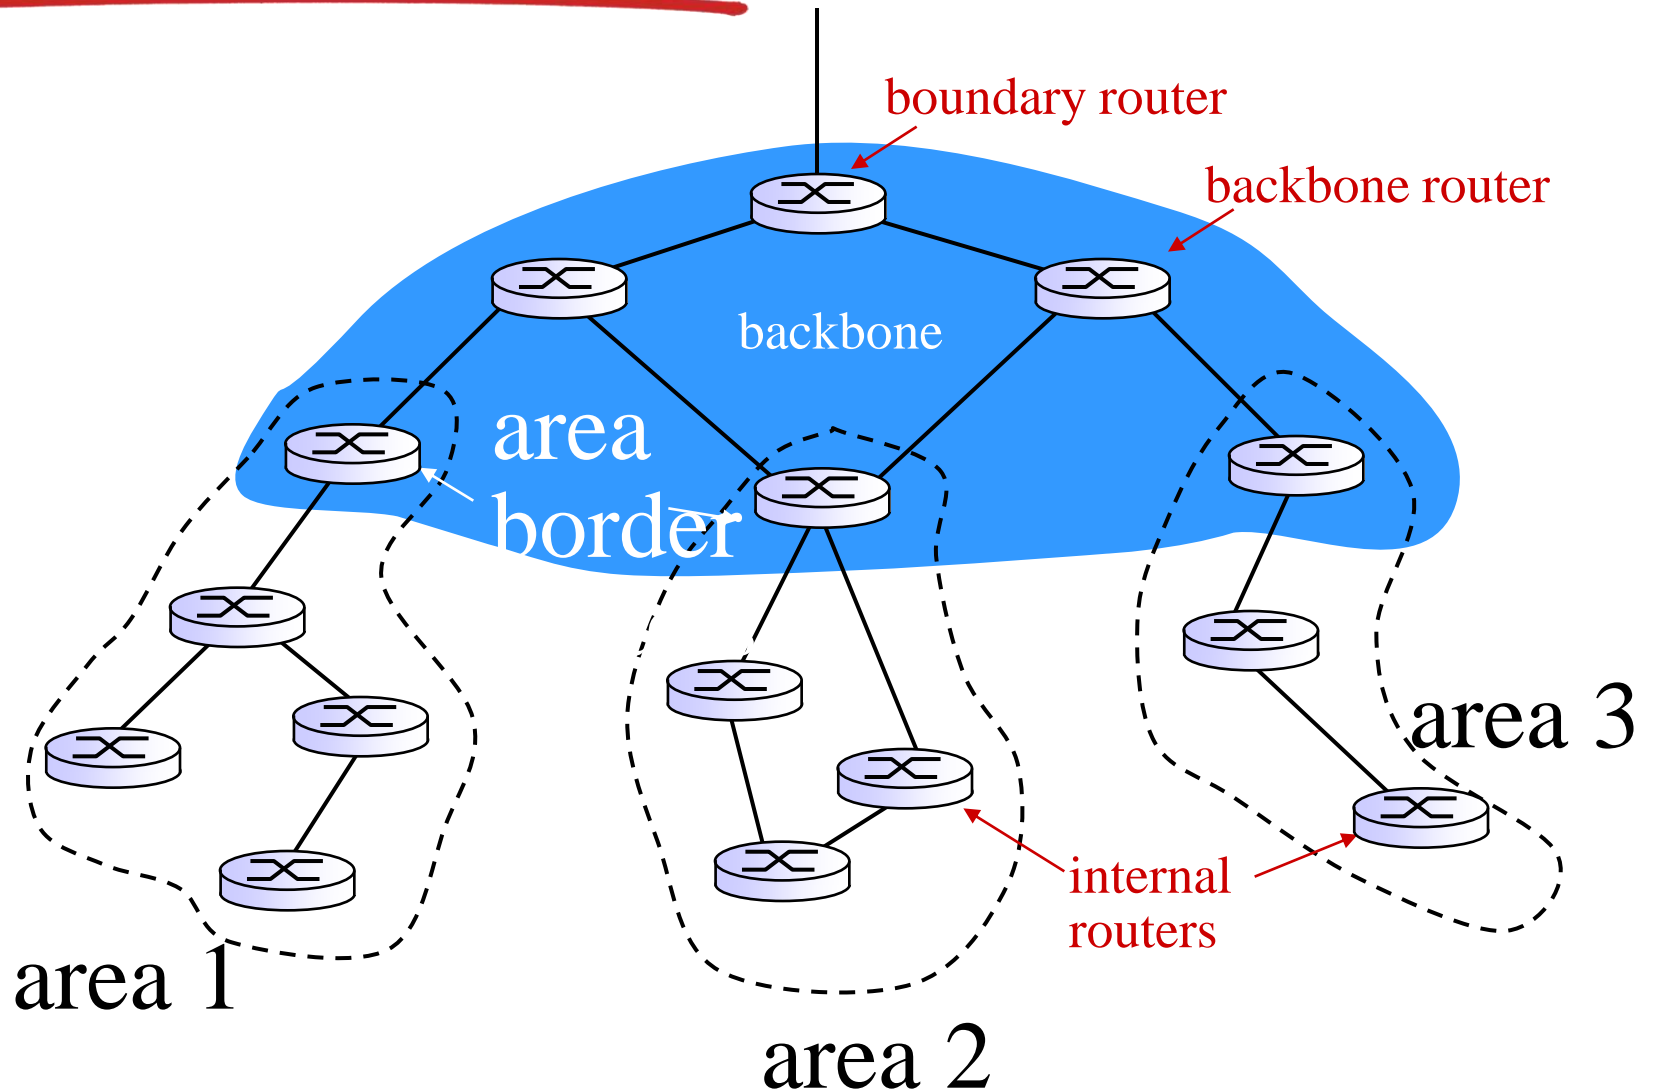 boundary router
backbone router
backbone
area
border
area 3
internal
routers
area 1
area 2